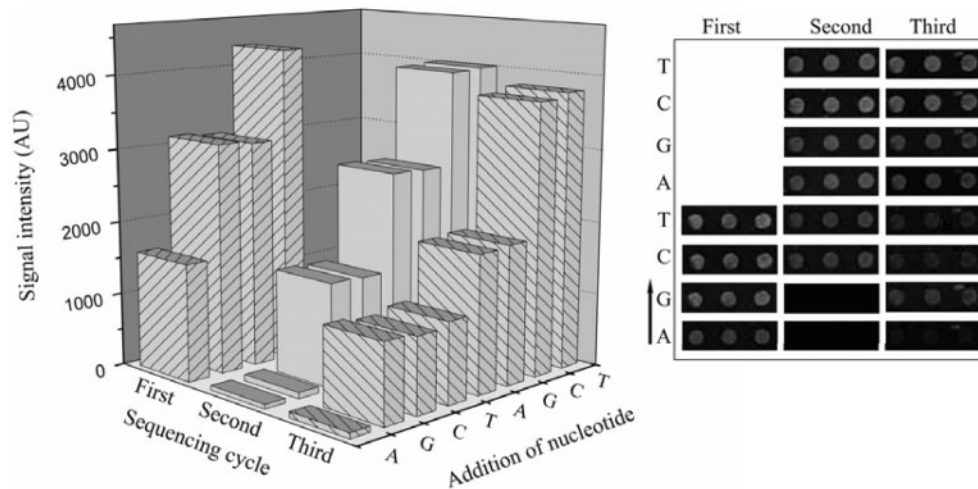 4000
3000
2000
1000
0
Signal intensity (AU)
First
Second
Third
Sequencing cycle
A
G
C
T
A
G
C
T
Addition of nucleotide
First Second Third
T
C
G
A
T
C
G
A